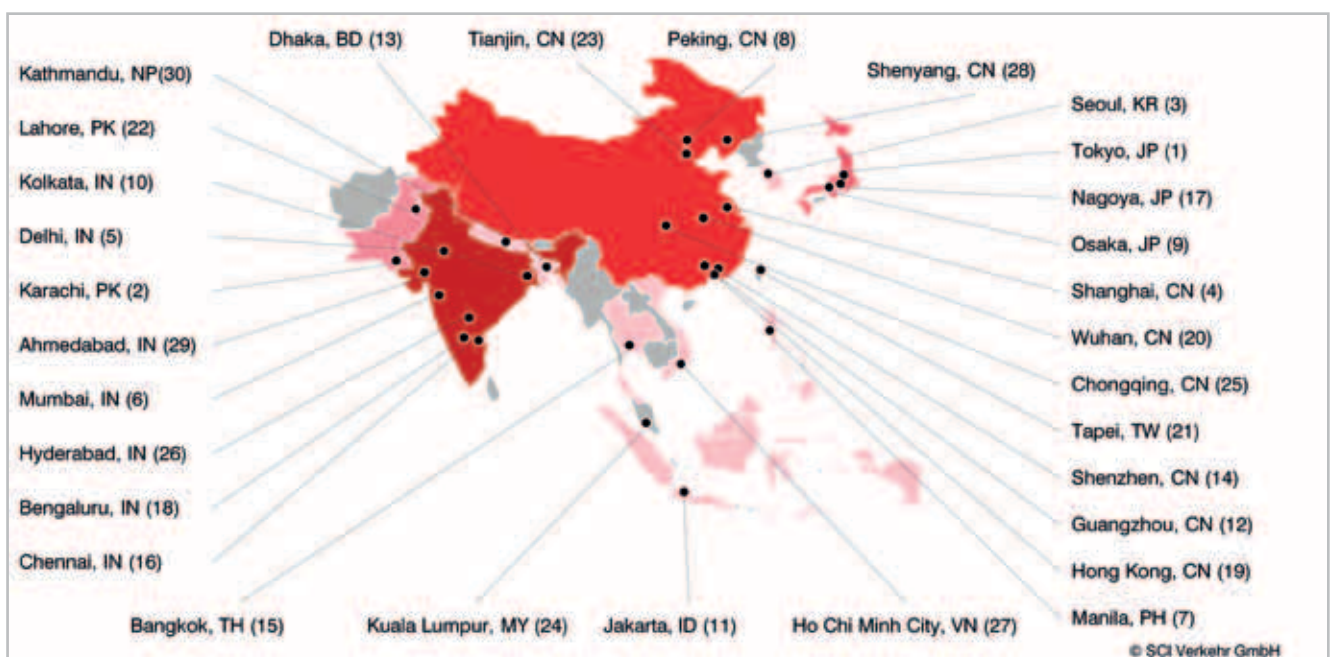 Dhaka, BD (13)
Tianjin, CN (23)
Peking, CN (8)
Kathmandu, NP(30)
Shenyang, CN (28)
Lahore, PK (22)
Seoul, KR (3)
Kolkata, IN (10)
Tokyo, JP (1)
Delhi, IN (5)
Nagoya, JP (17)
Karachi, PK (2)
Osaka, JP (9)
Ahmedabad, IN (29)
Shanghai, CN (4)
Mumbai, IN (6)
Wuhan, CN (20)
Hyderabad, IN (26)
Chongqing, CN (25)
Bengaluru, IN (18)
Tapei, TW (21)
Chennai, IN (16)
Shenzhen, CN (14)
Guangzhou, CN (12)
Hong Kong, CN (19)
Manila, PH (7)
Bangkok, TH (15)
Kuala Lumpur, MY (24)
Jakarta, ID (11)
Ho Chi Minh City, VN (27)
© SCI Verkehr GmbH